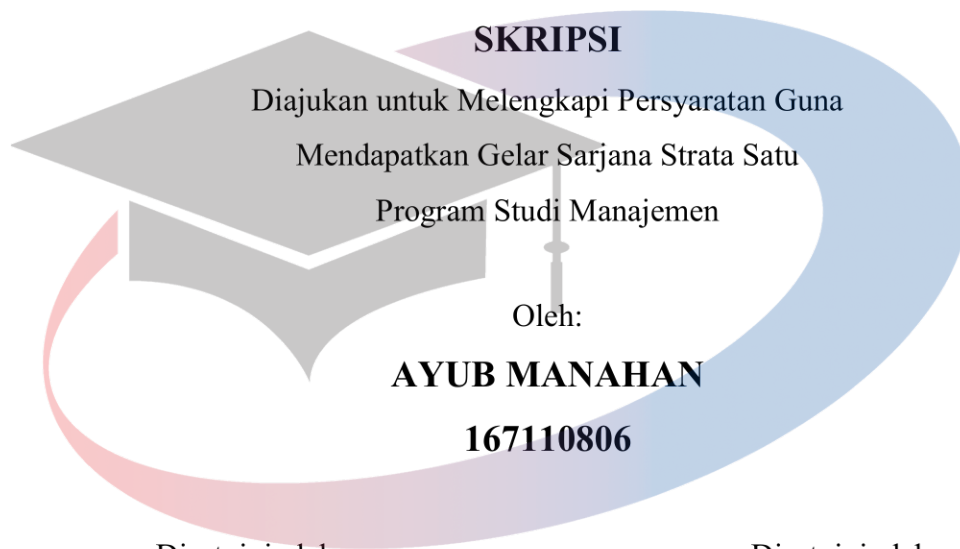 SKRIPSI
Diajukan untuk Melengkapi Persyaratan Guna
Mendapatkan Gelar Sarjana Strata Satu
Program Studi Manajemen
Oleh:
AYUB MANAHAN
167110806